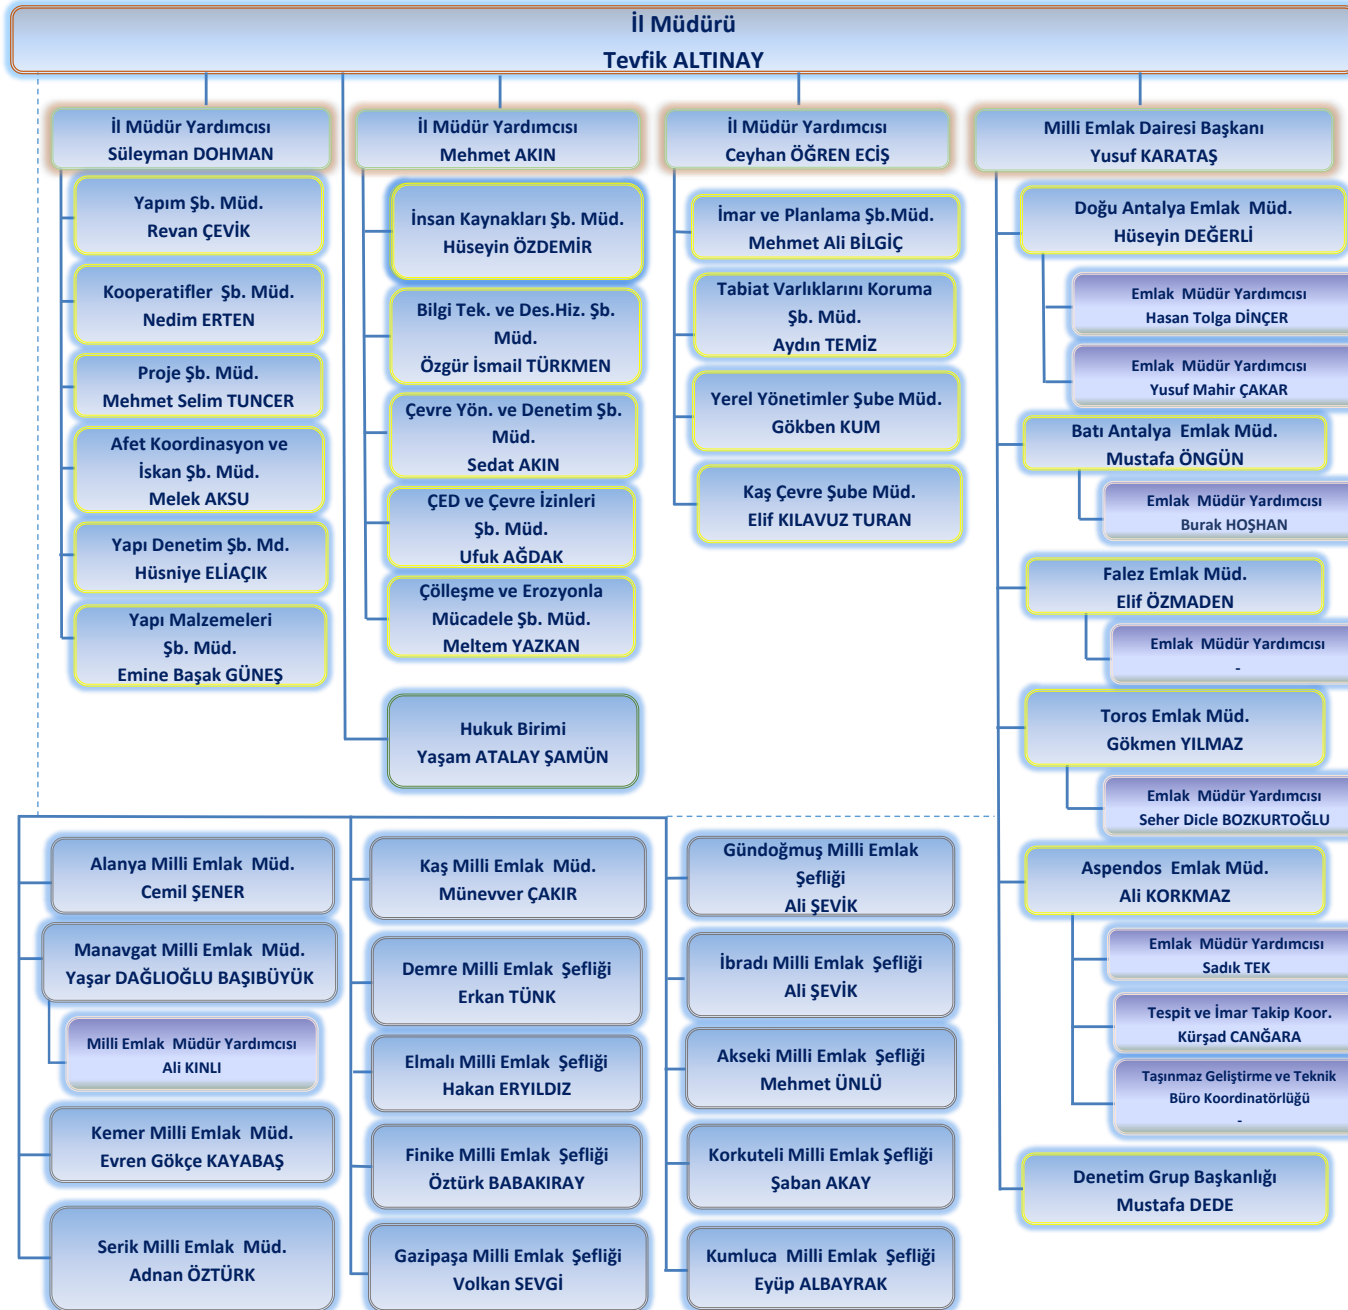 İl Müdürü
Tevfik ALTINAY
İl Müdür Yardımcısı
Süleyman DOHMAN
Yapım Şb. Müd.
Revan ÇEVİK
Kooperatifler Şb. Müd.
Nedim ERTEN
Proje Şb. Müd.
Mehmet Selim TUNCER
Afet Koordinasyon ve
İskan Şb. Müd.
Melek AKSU
Yapı Denetim Şb. Md.
Hüsniye ELİAÇIK
Yapı Malzemeleri
Şb. Müd.
Emine Başak GÜNEŞ
İl Müdür Yardımcısı
Mehmet AKIN
İnsan Kaynakları Şb. Müd.
Hüseyin ÖZDEMİR
Bilgi Tek. ve Des.Hiz. Şb.
Müd.
Özgür İsmail TÜRKMEN
Çevre Yön. ve Denetim Şb.
Müd.
Sedat AKIN
ÇED ve Çevre İzinleri
Şb. Müd.
Ufuk AĞDAK
Çölleşme ve Erozyonla
Mücadele Şb. Müd.
Meltem YAZKAN
Hukuk Birimi
Yaşam ATALAY ŞAMÜN
İl Müdür Yardımcısı
Ceyhan ÖĞREN ECİŞ
İmar ve Planlama Şb.Müd.
Mehmet Ali BİLGİÇ
Tabiat Varlıklarını Koruma
Şb. Müd.
Aydın TEMİZ
Yerel Yönetimler Şube Müd.
Gökben KUM
Kaş Çevre Şube Müd.
Elif KILAVUZ TURAN
Milli Emlak Dairesi Başkanı
Yusuf KARATAŞ
Doğu Antalya Emlak Müd.
Hüseyin DEĞERLİ
Emlak Müdür Yardımcısı
Hasan Tolga DİNÇER
Emlak Müdür Yardımcısı
Yusuf Mahir ÇAKAR
Batı Antalya Emlak Müd.
Mustafa ÖNGÜN
Emlak Müdür Yardımcısı
Burak HOŞHAN
Falez Emlak Müd.
Elif ÖZMADEN
Emlak Müdür Yardımcısı
-
Toros Emlak Müd.
Gökmen YILMAZ
Emlak Müdür Yardımcısı
Seher Dicle BOZKURTOĞLU
Aspendos Emlak Müd.
Ali KORKMAZ
Emlak Müdür Yardımcısı
Sadık TEK
Tespit ve İmar Takip Koor.
Kürşad CANĞARA
Taşınmaz Geliştirme ve Teknik
Büro Koordinatörlüğü
-
Denetim Grup Başkanlığı
Mustafa DEDE
Alanya Milli Emlak Müd.
Cemil ŞENER
Manavgat Milli Emlak Müd.
Yaşar DAĞLIOĞLU BAŞIBÜYÜK
Milli Emlak Müdür Yardımcısı
Ali KINLI
Kemer Milli Emlak Müd.
Evren Gökçe KAYABAŞ
Serik Milli Emlak Müd.
Adnan ÖZTÜRK
Kaş Milli Emlak Müd.
Münevver ÇAKIR
Demre Milli Emlak Şefliği
Erkan TÜNK
Elmalı Milli Emlak Şefliği
Hakan ERYILDIZ
Finike Milli Emlak Şefliği
Öztürk BABAKIRAY
Gazipaşa Milli Emlak Şefliği
Volkan SEVGİ
Gündoğmuş Milli Emlak
Şefliği
Ali ŞEVİK
İbradı Milli Emlak Şefliği
Ali ŞEVİK
Akseki Milli Emlak Şefliği
Mehmet ÜNLÜ
Korkuteli Milli Emlak Şefliği
Şaban AKAY
Kumluca Milli Emlak Şefliği
Eyüp ALBAYRAK